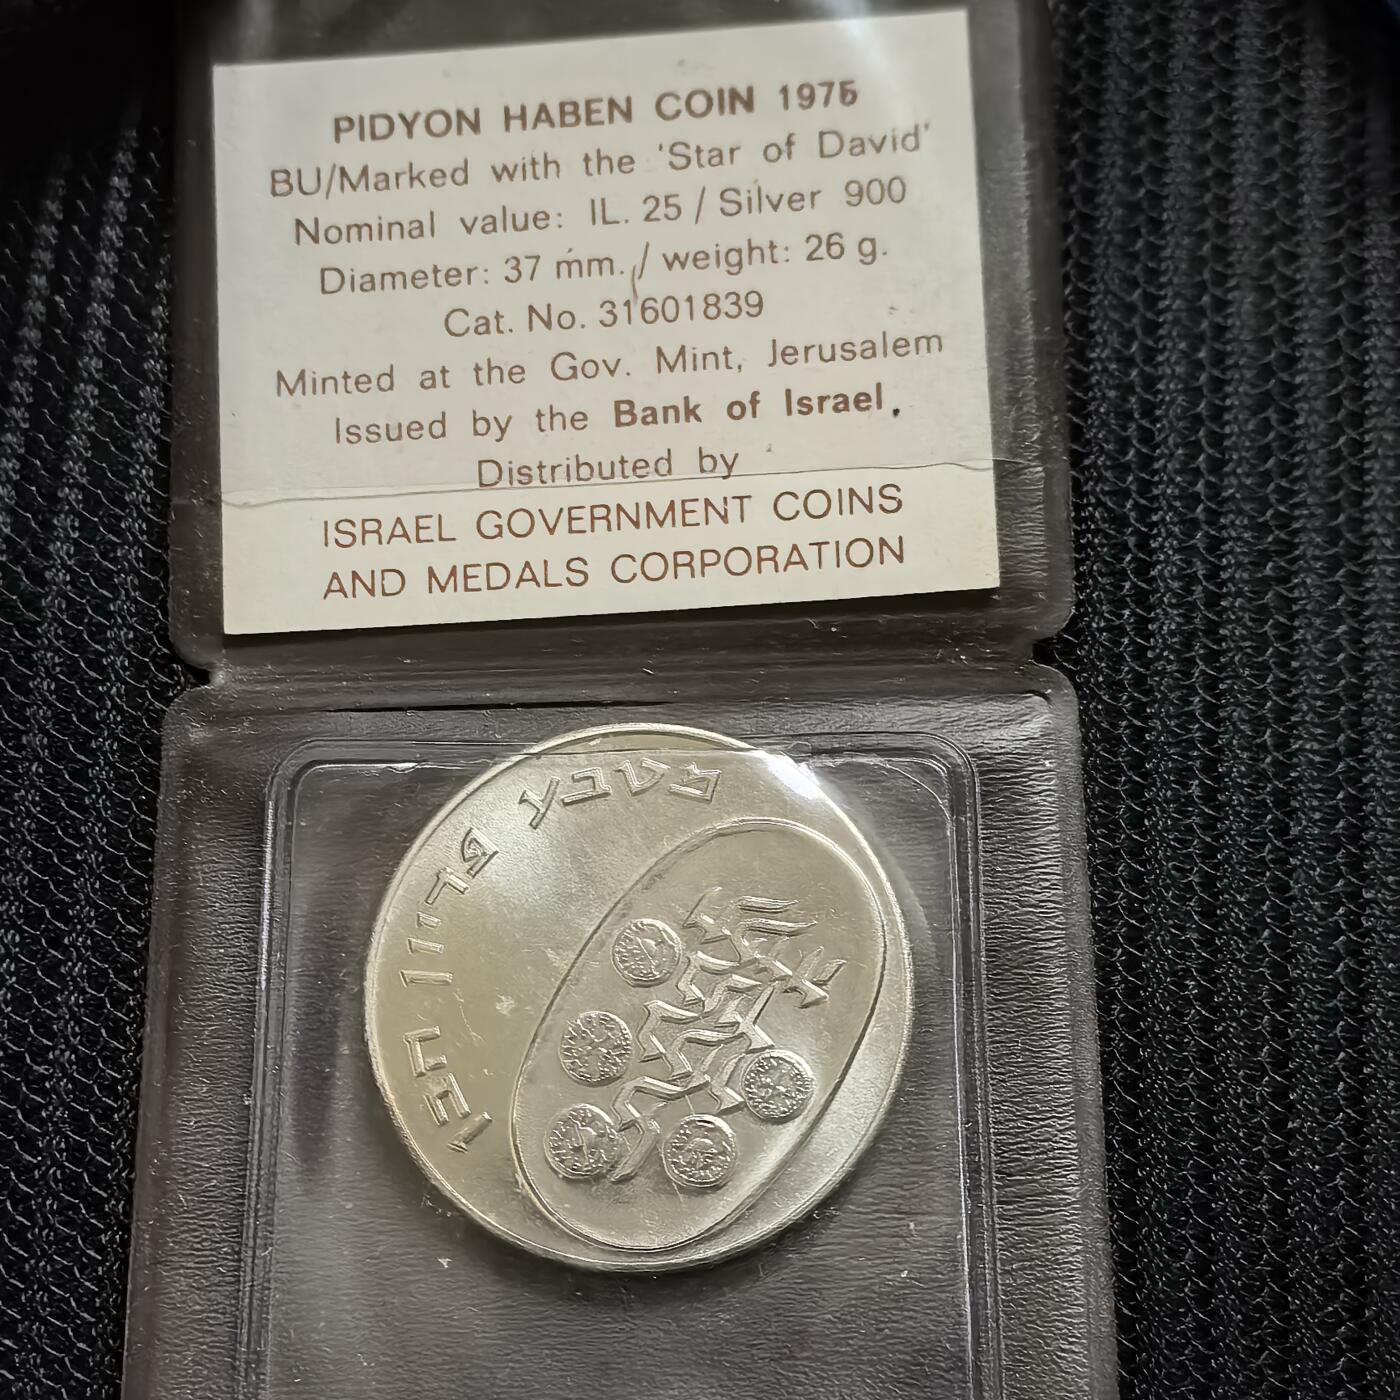 PIDYON HABEN COIN 1975
BU/Marked with the 'Star of David'
Nominal value: IL. 25 / Silver 900
Diameter: 37 mm. / weight: 26 g.
Cat. No. 31601839
Minted at the Gov. Mint, Jerusalem
Issued by the Bank of Israel.
Distributed by
ISRAEL GOVERNMENT COINS
AND MEDALS CORPORATION
מטבע פדיון הבן